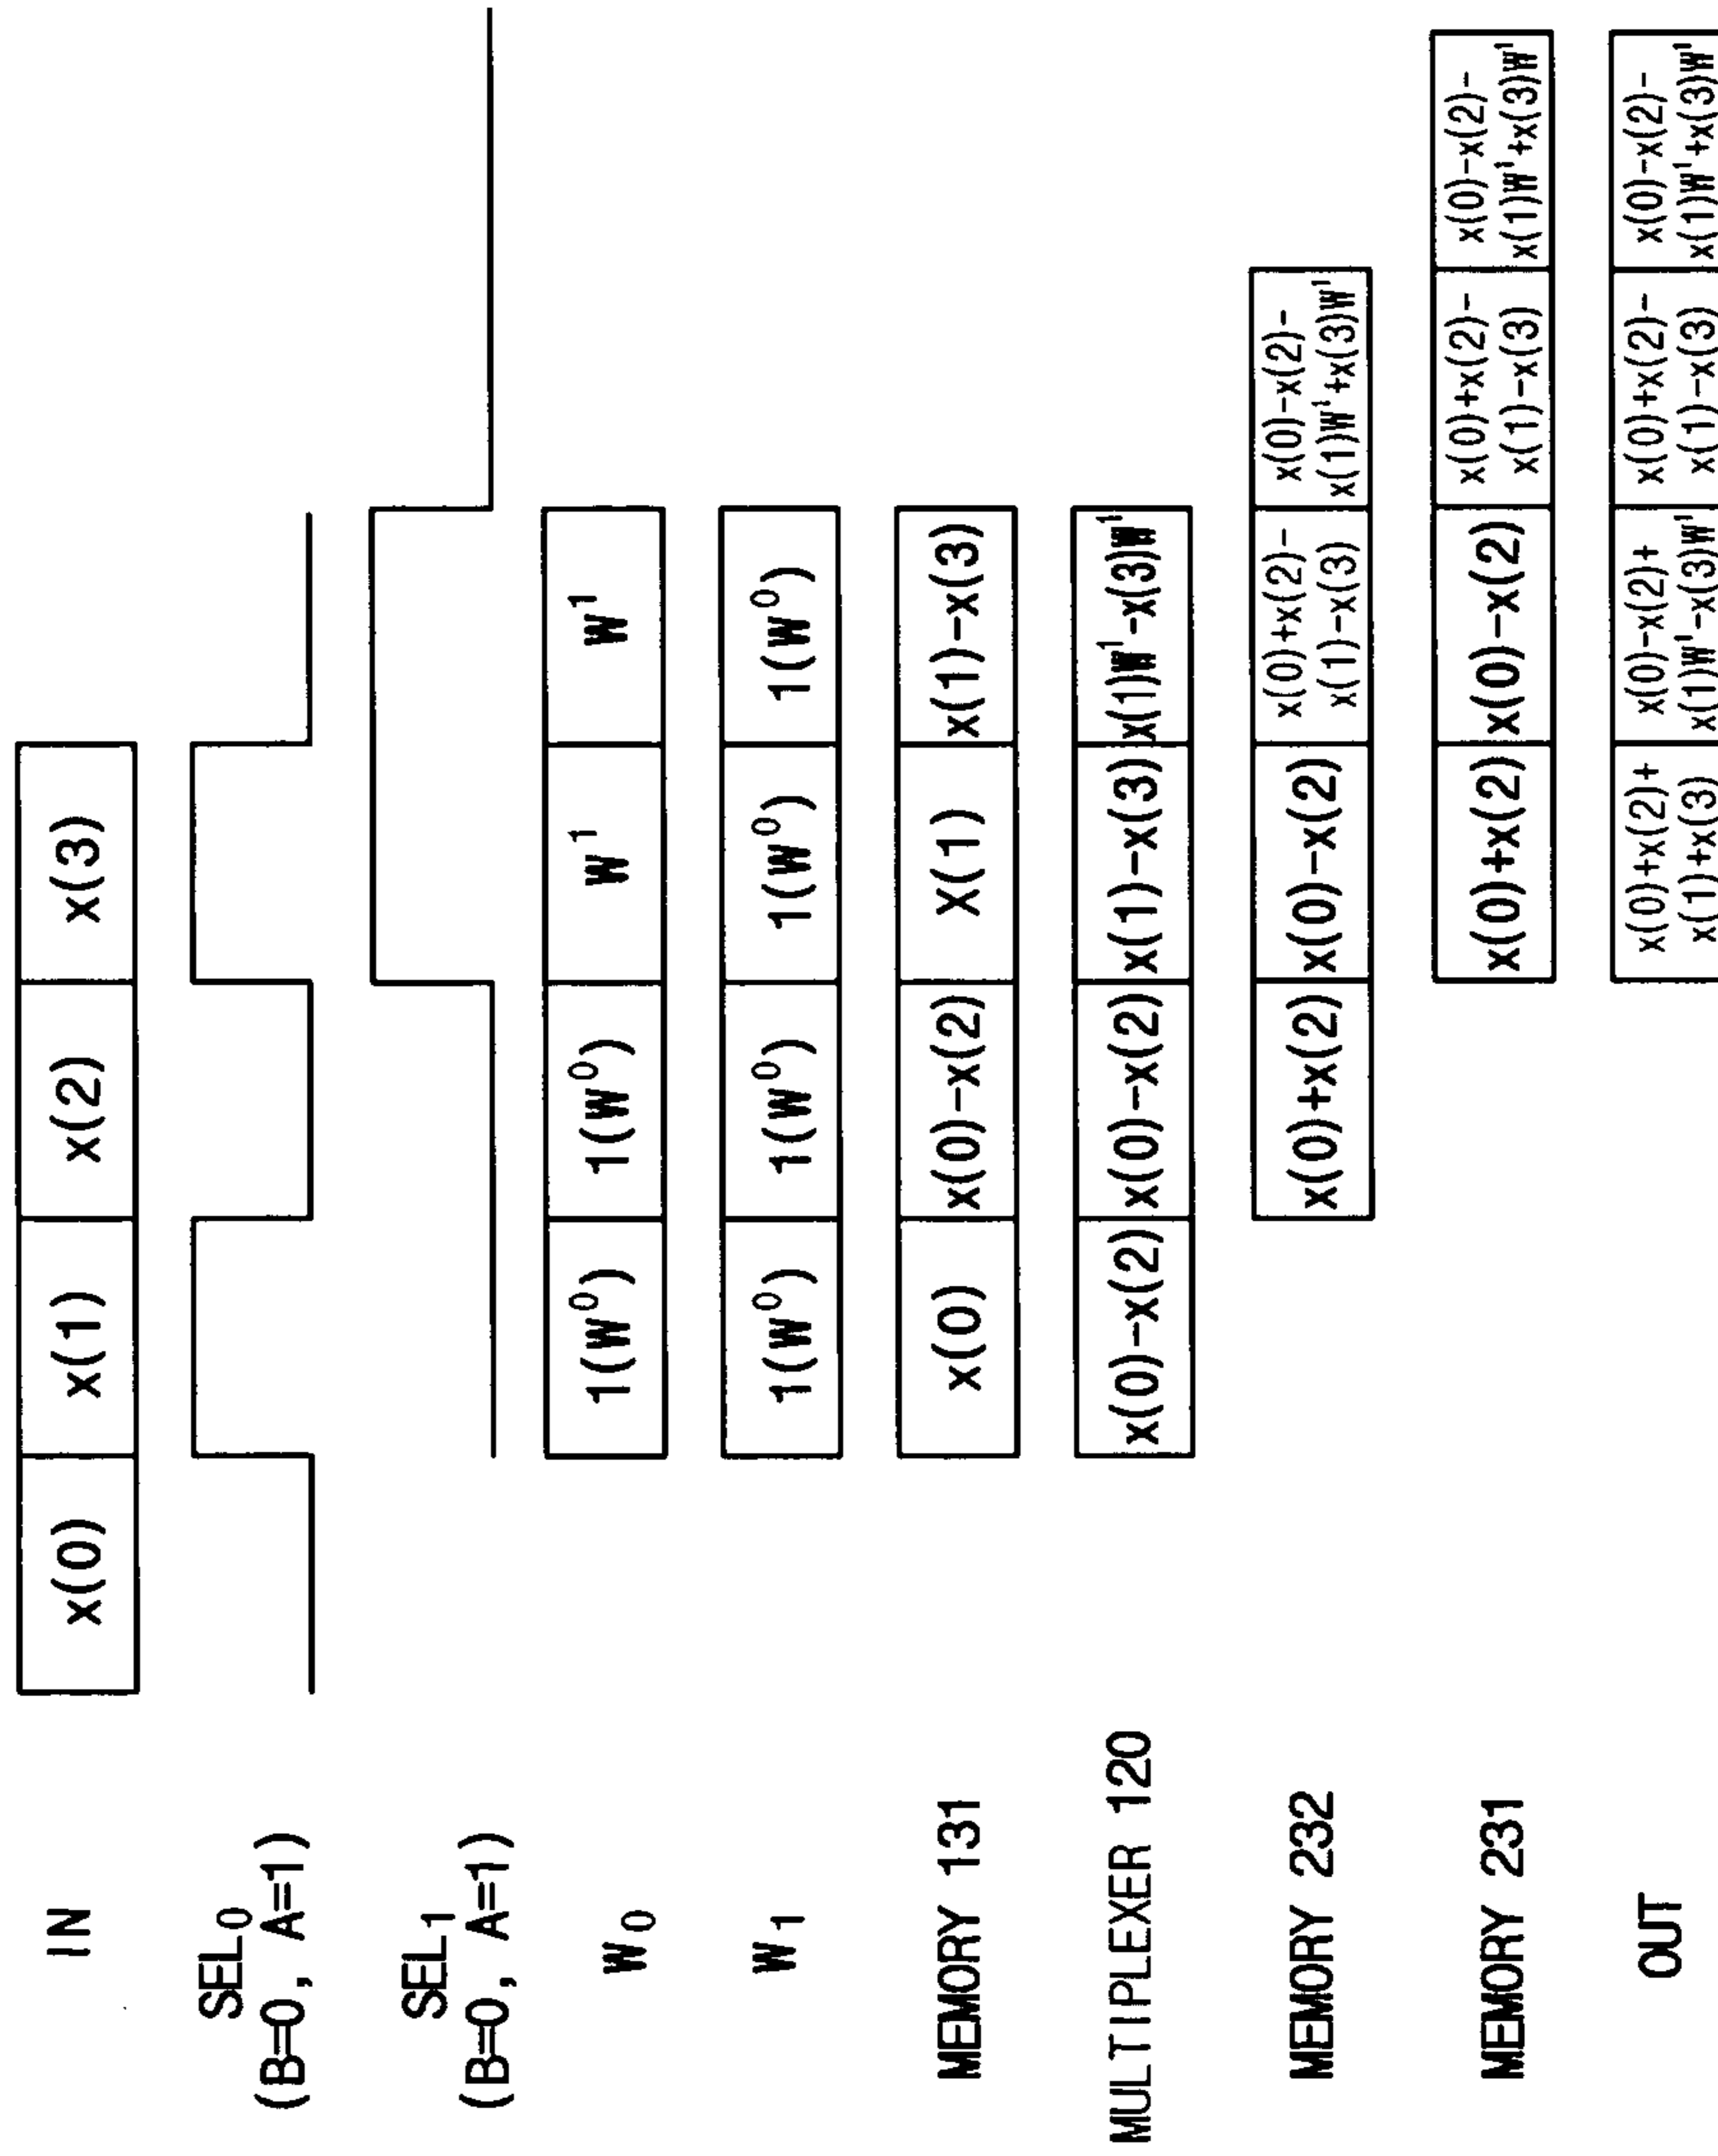 IN
x(0) x(1) x(2) x(3)
SEL₀
(B=0, A=1)
SEL₁
(B=0, A=1)
W₀
1(W⁰) 1(W⁰) W¹ W¹
W₁
1(W⁰) 1(W⁰) 1(W⁰) 1(W⁰)
MEMORY 131
x(0) x(0)-x(2) X(1) x(1)-x(3)
MULTIPLEXER 120
x(0)-x(2) x(0)-x(2) x(1)-x(3) x(1)W¹-x(3)W¹
MEMORY 232
x(0)+x(2) x(0)-x(2)
x(0)+x(2)-
x(1)-x(3)
x(0)-x(2)-
x(1)W¹+x(3)W¹
MEMORY 231
x(0)+x(2) x(0)-x(2)
x(0)+x(2)-
x(1)-x(3)
x(0)-x(2)-
x(1)W¹+x(3)W¹
OUT
x(0)+x(2)+
x(1)+x(3)
x(0)-x(2)+
x(1)W¹-x(3)W¹
x(0)+x(2)-
x(1)-x(3)
x(0)-x(2)-
x(1)W¹+x(3)W¹